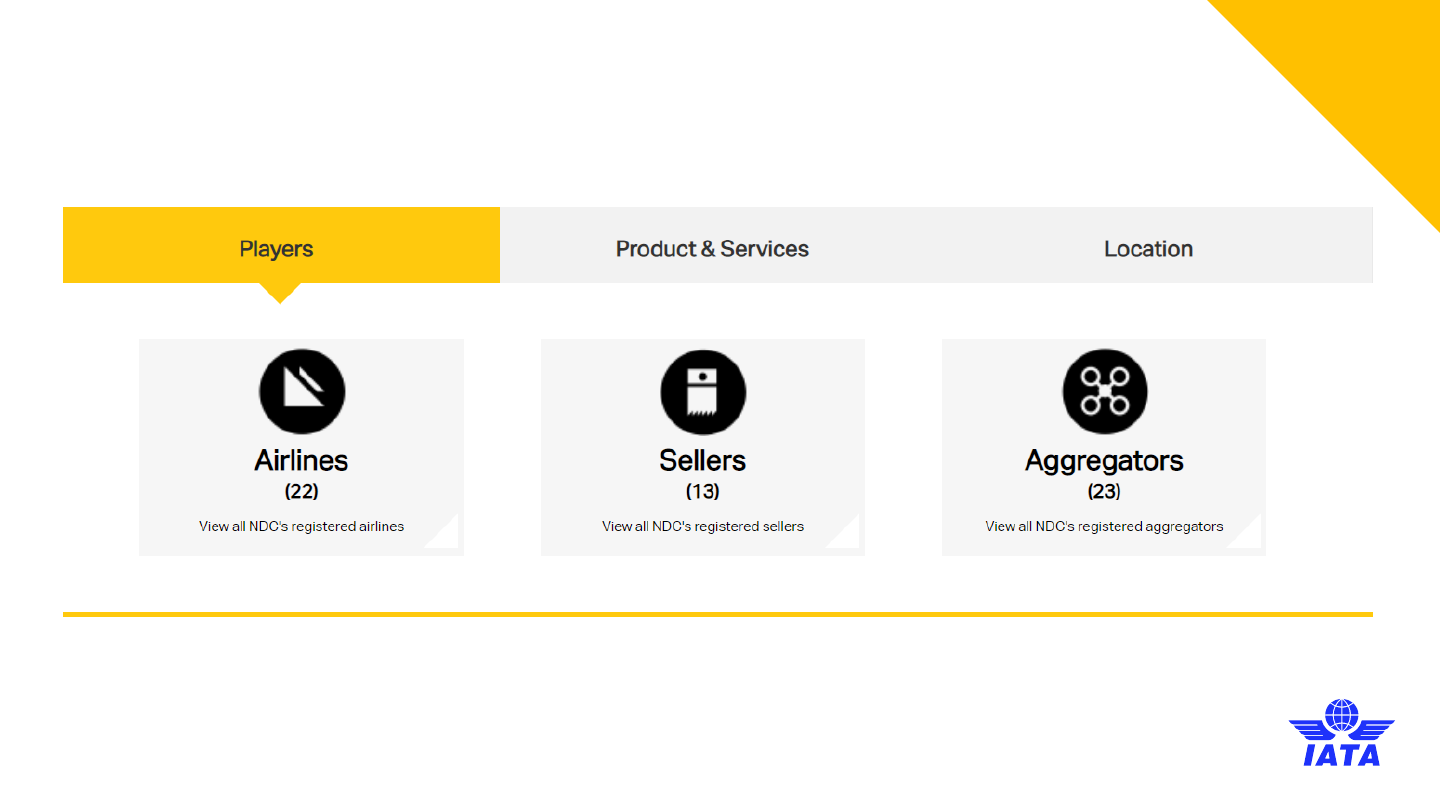 Players
Product & Services
Location
Airlines
(22)
View all NDC's registered airlines
Sellers
(13)
View all NDC's registered sellers
Aggregators
(23)
View all NDC's registered aggregators
IATA